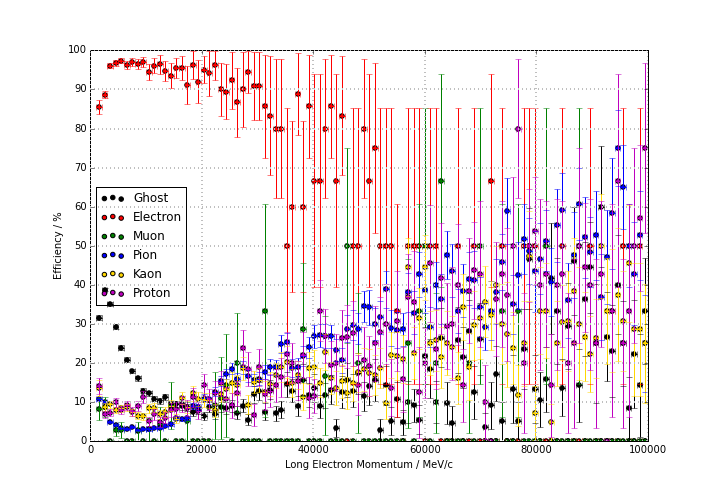 100
90
80
70
60
50
40
30
20
10
0
Efficiency / %
Ghost
Electron
Muon
Pion
Kaon
Proton
0 20000 40000 60000 80000 100000
Long Electron Momentum / MeV/c